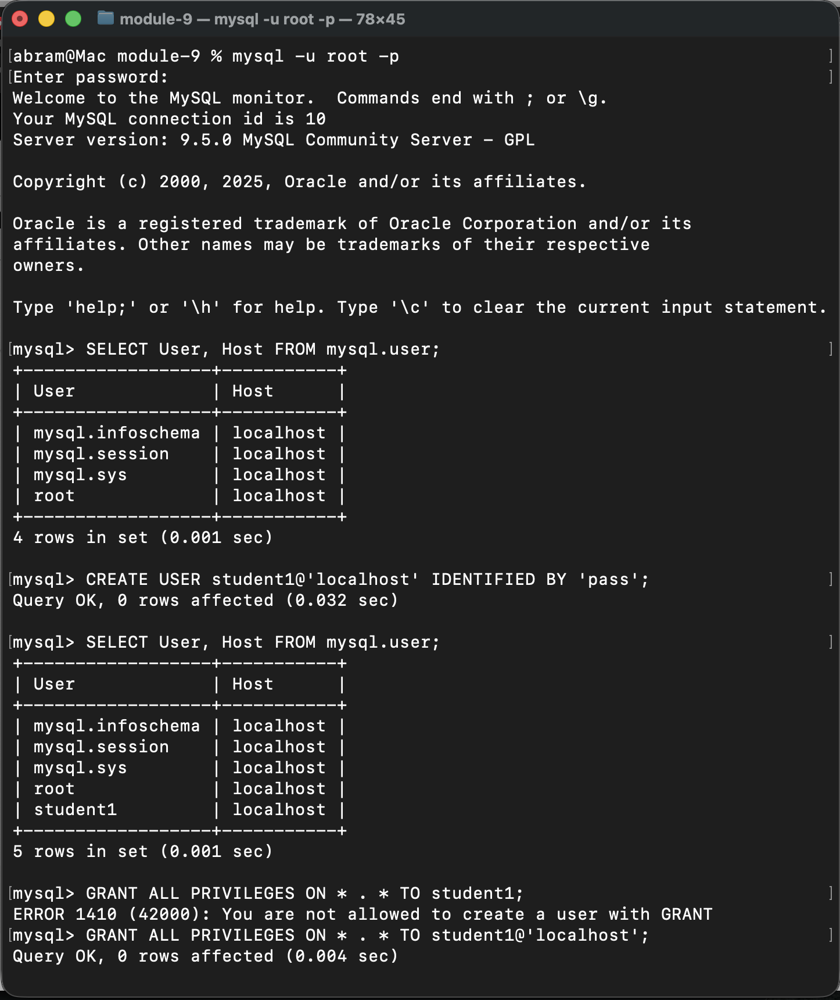 module-9 — mysql -u root -p — 78×45
[abram@Mac module-9 % mysql -u root -p ]
[Enter password: ]
Welcome to the MySQL monitor.  Commands end with ; or \g.
Your MySQL connection id is 10
Server version: 9.5.0 MySQL Community Server - GPL

Copyright (c) 2000, 2025, Oracle and/or its affiliates.

Oracle is a registered trademark of Oracle Corporation and/or its
affiliates. Other names may be trademarks of their respective
owners.

Type 'help;' or '\h' for help. Type '\c' to clear the current input statement.

[mysql> SELECT User, Host FROM mysql.user; ]
+------------------+-----------+
| User             | Host      |
+------------------+-----------+
| mysql.infoschema | localhost |
| mysql.session    | localhost |
| mysql.sys        | localhost |
| root             | localhost |
+------------------+-----------+
4 rows in set (0.001 sec)

[mysql> CREATE USER student1@'localhost' IDENTIFIED BY 'pass'; ]
Query OK, 0 rows affected (0.032 sec)

[mysql> SELECT User, Host FROM mysql.user; ]
+------------------+-----------+
| User             | Host      |
+------------------+-----------+
| mysql.infoschema | localhost |
| mysql.session    | localhost |
| mysql.sys        | localhost |
| root             | localhost |
| student1         | localhost |
+------------------+-----------+
5 rows in set (0.001 sec)

[mysql> GRANT ALL PRIVILEGES ON * . * TO student1; ]
ERROR 1410 (42000): You are not allowed to create a user with GRANT
[mysql> GRANT ALL PRIVILEGES ON * . * TO student1@'localhost'; ]
Query OK, 0 rows affected (0.004 sec)